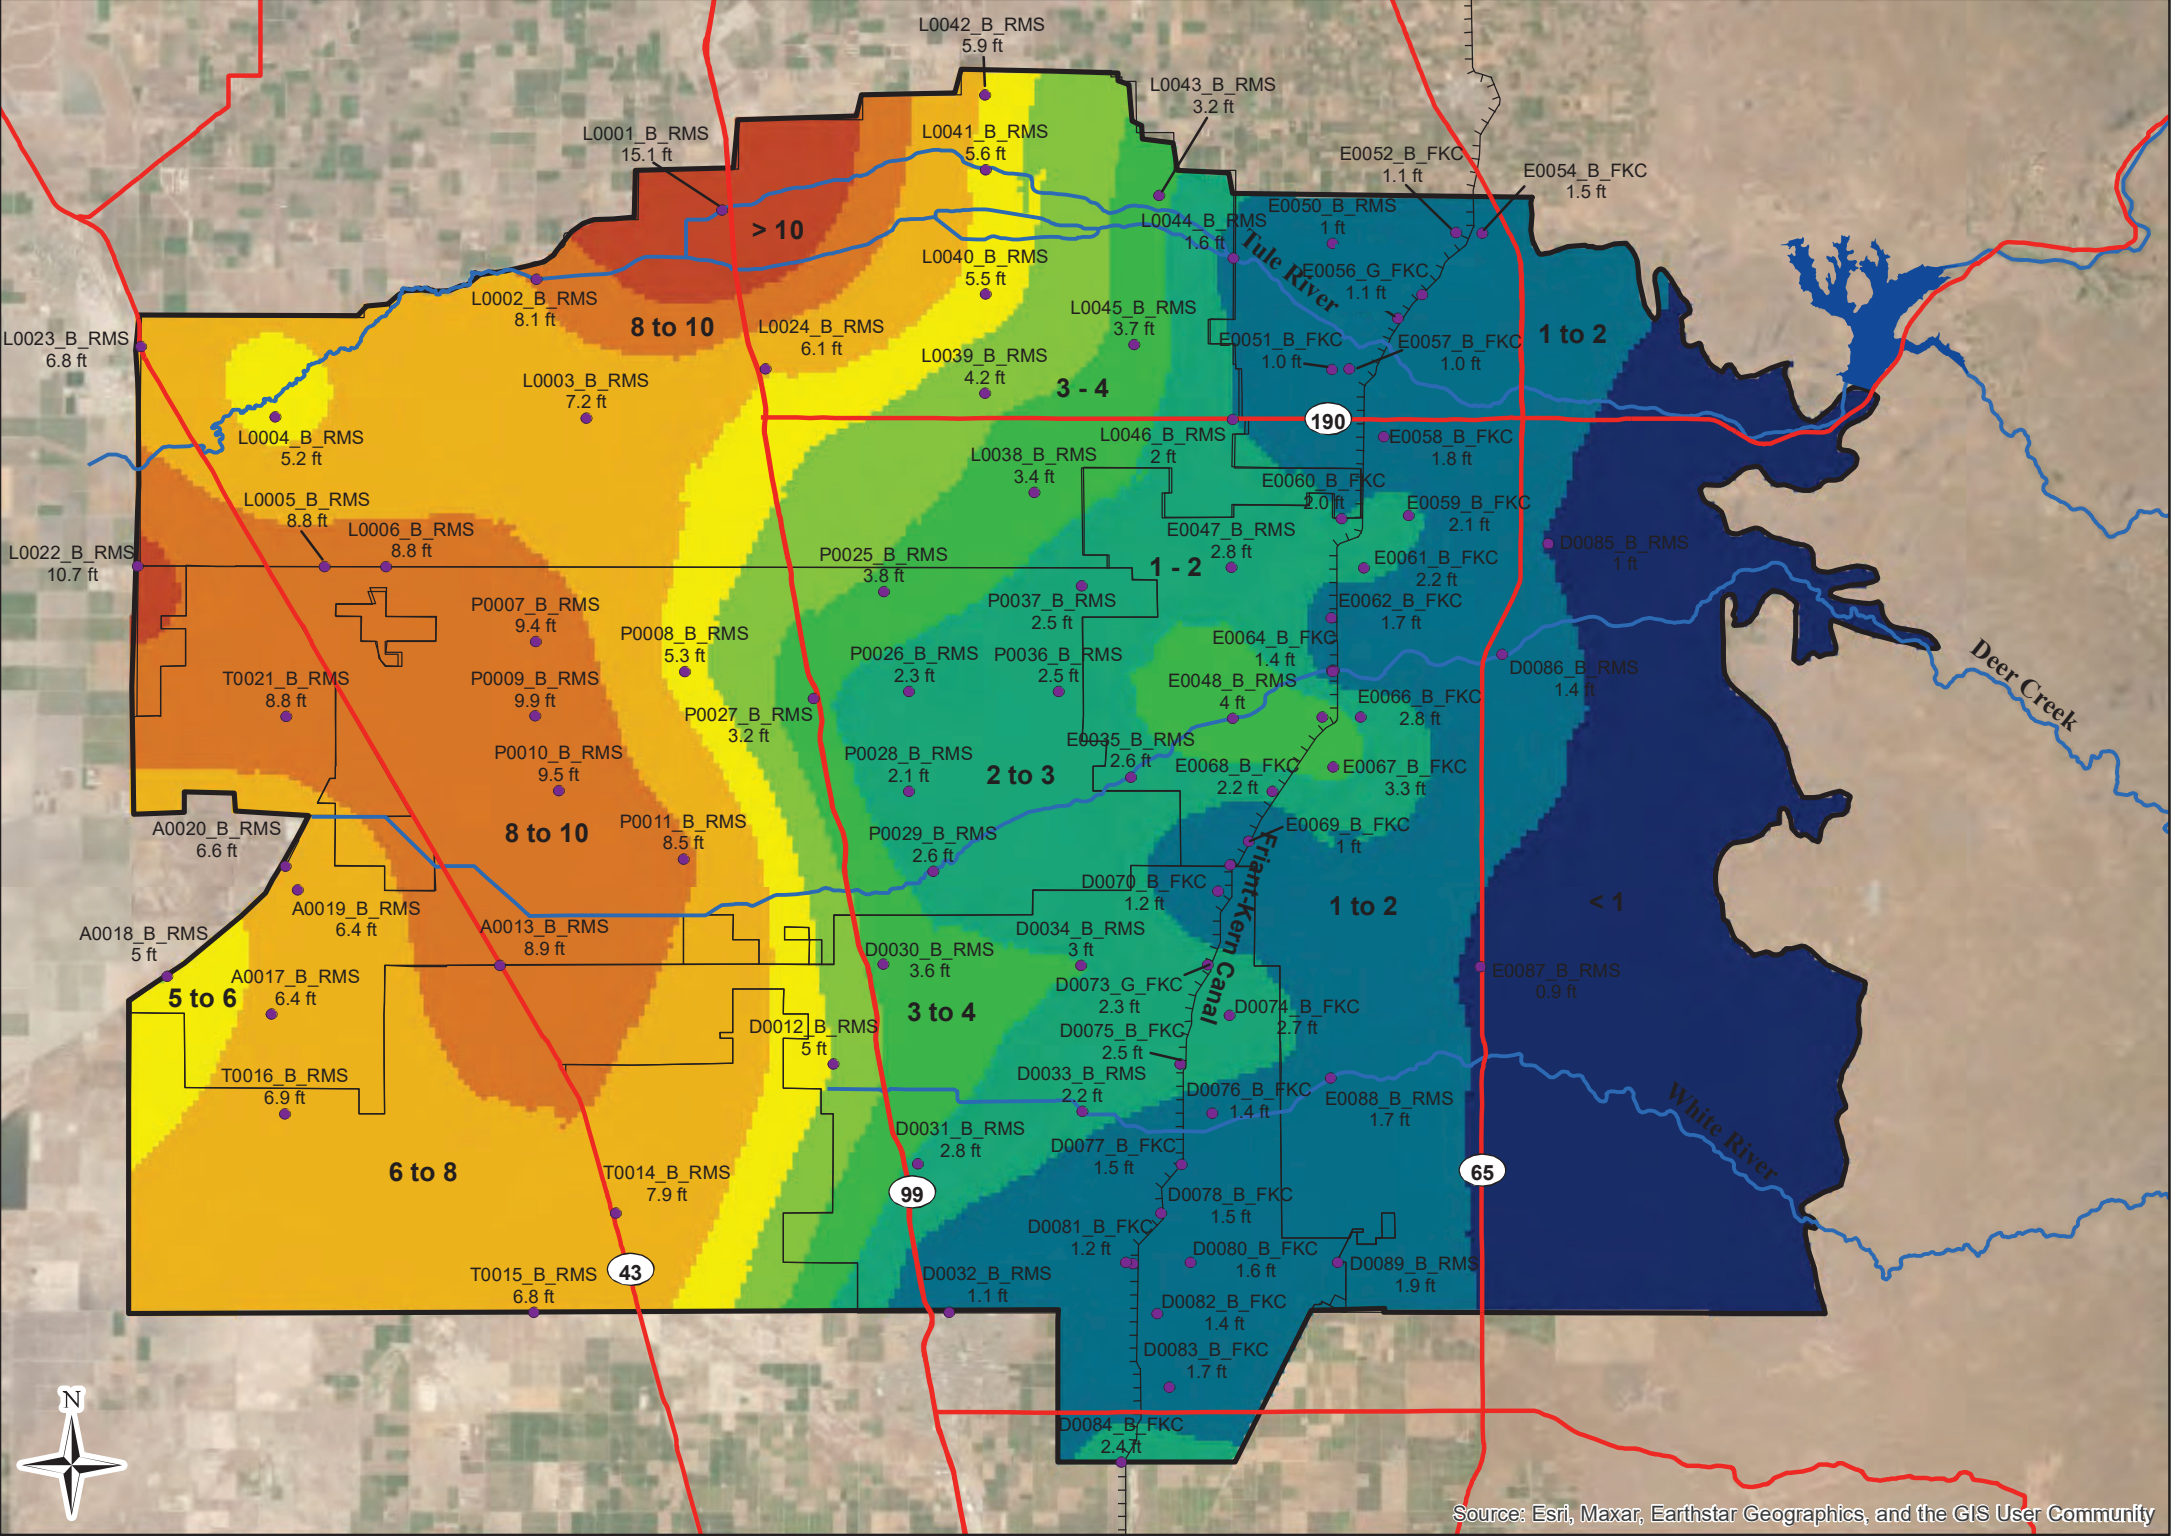 L0042_B_RMS
5.9 ft
L0043_B_RMS
3.2 ft
L0001_B_RMS
15.1 ft
L0041_B_RMS
5.6 ft
E0052_B_FKC
1.1 ft
E0054_B_FKC
1.5 ft
> 10
L0044_B_RMS
1.6 ft
E0050_B_RMS
1 ft
Tule River
L0040_B_RMS
5.5 ft
E0056_G_FKC
1.1 ft
L0002_B_RMS
8.1 ft
8 to 10
L0024_B_RMS
6.1 ft
L0045_B_RMS
3.7 ft
1 to 2
L0023_B_RMS
6.8 ft
E0051_B_FKC
1.0 ft
E0057_B_FKC
1.0 ft
L0039_B_RMS
4.2 ft
L0003_B_RMS
7.2 ft
3 - 4
190
L0004_B_RMS
5.2 ft
L0046_B_RMS
2 ft
E0058_B_FKC
1.8 ft
L0038_B_RMS
3.4 ft
E0060_B_FKC
2.0 ft
L0005_B_RMS
8.8 ft
E0059_B_FKC
2.1 ft
L0006_B_RMS
8.8 ft
E0047_B_RMS
2.8 ft
D0085_B_RMS
1 ft
L0022_B_RMS
10.7 ft
P0025_B_RMS
3.8 ft
1 - 2
E0061_B_FKC
2.2 ft
P0007_B_RMS
9.4 ft
P0037_B_RMS
2.5 ft
E0062_B_FKC
1.7 ft
P0008_B_RMS
5.3 ft
E0064_B_FKC
1.4 ft
P0026_B_RMS
2.3 ft
P0036_B_RMS
2.5 ft
D0086_B_RMS
1.4 ft
Deer Creek
T0021_B_RMS
8.8 ft
P0009_B_RMS
9.9 ft
E0048_B_RMS
4 ft
E0066_B_FKC
2.8 ft
P0027_B_RMS
3.2 ft
P0010_B_RMS
9.5 ft
P0028_B_RMS
2.1 ft
E0035_B_RMS
2.6 ft
2 to 3
E0068_B_FKC
2.2 ft
E0067_B_FKC
3.3 ft
A0020_B_RMS
6.6 ft
8 to 10
P0011_B_RMS
8.5 ft
P0029_B_RMS
2.6 ft
E0069_B_FKC
1 ft
Friant-Kern Canal
D0070_B_FKC
1.2 ft
1 to 2
< 1
A0019_B_RMS
6.4 ft
A0018_B_RMS
5 ft
A0013_B_RMS
8.9 ft
D0034_B_RMS
3 ft
D0030_B_RMS
3.6 ft
E0087_B_RMS
0.9 ft
A0017_B_RMS
6.4 ft
5 to 6
D0073_G_FKC
2.3 ft
3 to 4
D0074_B_FKC
2.7 ft
D0012_B_RMS
5 ft
D0075_B_FKC
2.5 ft
T0016_B_RMS
6.9 ft
D0033_B_RMS
2.2 ft
D0076_B_FKC
1.4 ft
E0088_B_RMS
1.7 ft
White River
D0031_B_RMS
2.8 ft
D0077_B_FKC
1.5 ft
6 to 8
T0014_B_RMS
7.9 ft
99
65
D0078_B_FKC
1.5 ft
D0081_B_FKC
1.2 ft
D0080_B_FKC
1.6 ft
D0089_B_RMS
1.9 ft
T0015_B_RMS
6.8 ft
43
D0032_B_RMS
1.1 ft
D0082_B_FKC
1.4 ft
D0083_B_FKC
1.7 ft
N
D0084_B_FKC
2.4 ft
Source: Esri, Maxar, Earthstar Geographics, and the GIS User Community